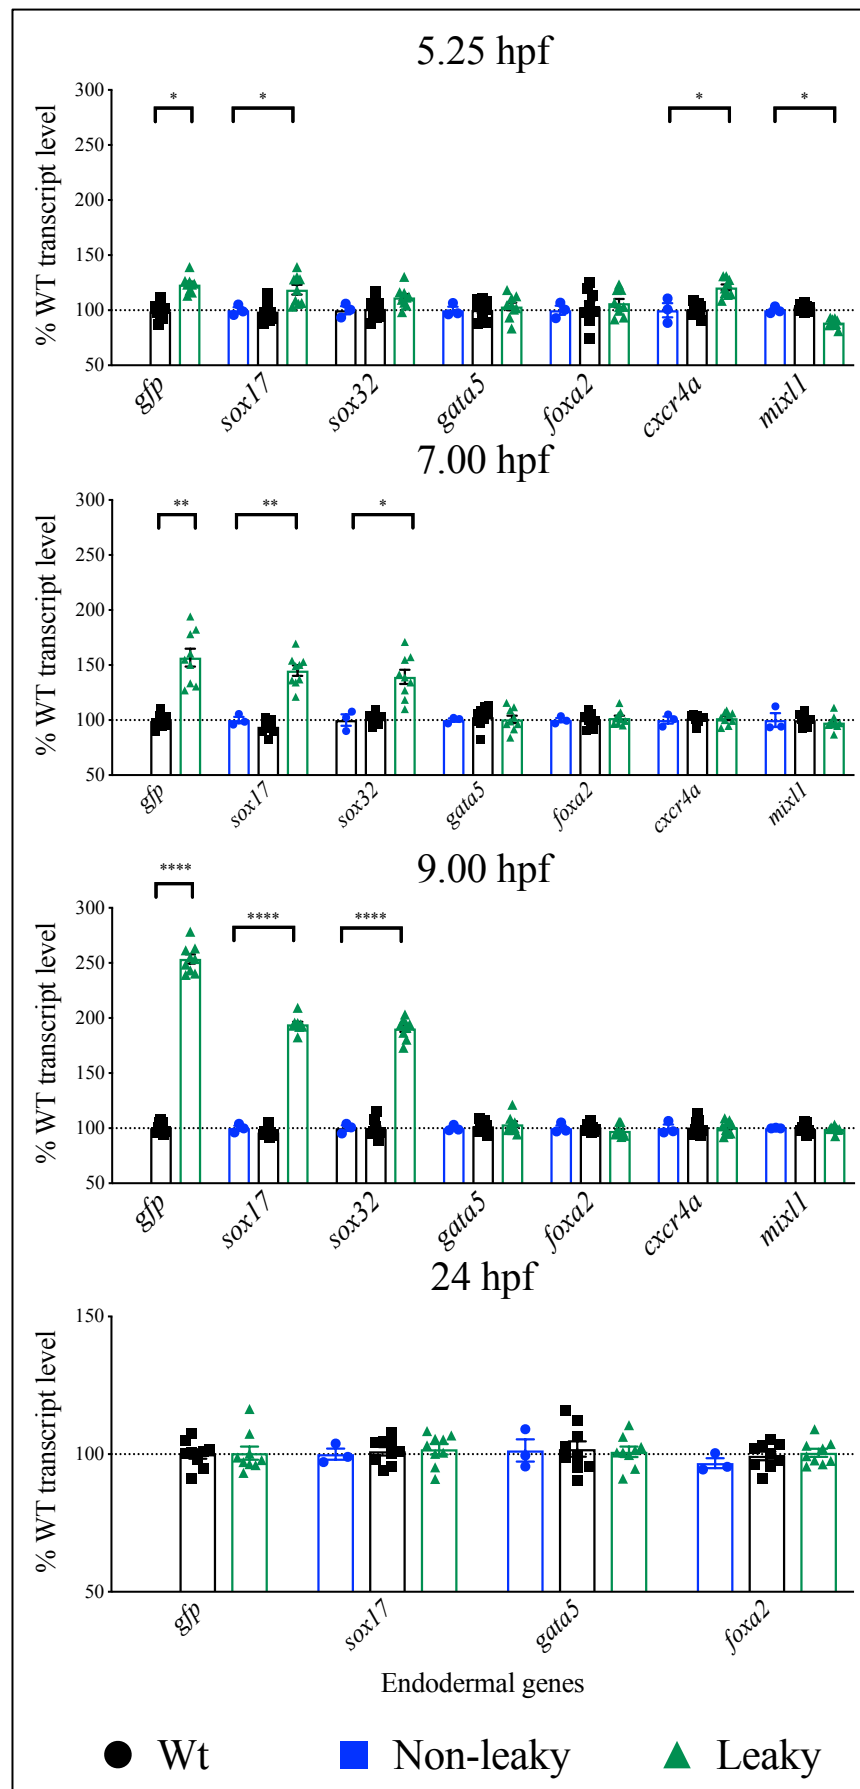 5.25 hpf
% WT transcript level
300
250
200
150
100
50
* * * *
gfp sox17 sox32 gata5 foxa2 cxcr4a mixl1
7.00 hpf
% WT transcript level
300
250
200
150
100
50
** ** *
gfp sox17 sox32 gata5 foxa2 cxcr4a mixl1
9.00 hpf
% WT transcript level
300
250
200
150
100
50
**** **** ****
gfp sox17 sox32 gata5 foxa2 cxcr4a mixl1
24 hpf
% WT transcript level
150
100
50
gfp sox17 gata5 foxa2
Endodermal genes
Wt Non-leaky Leaky